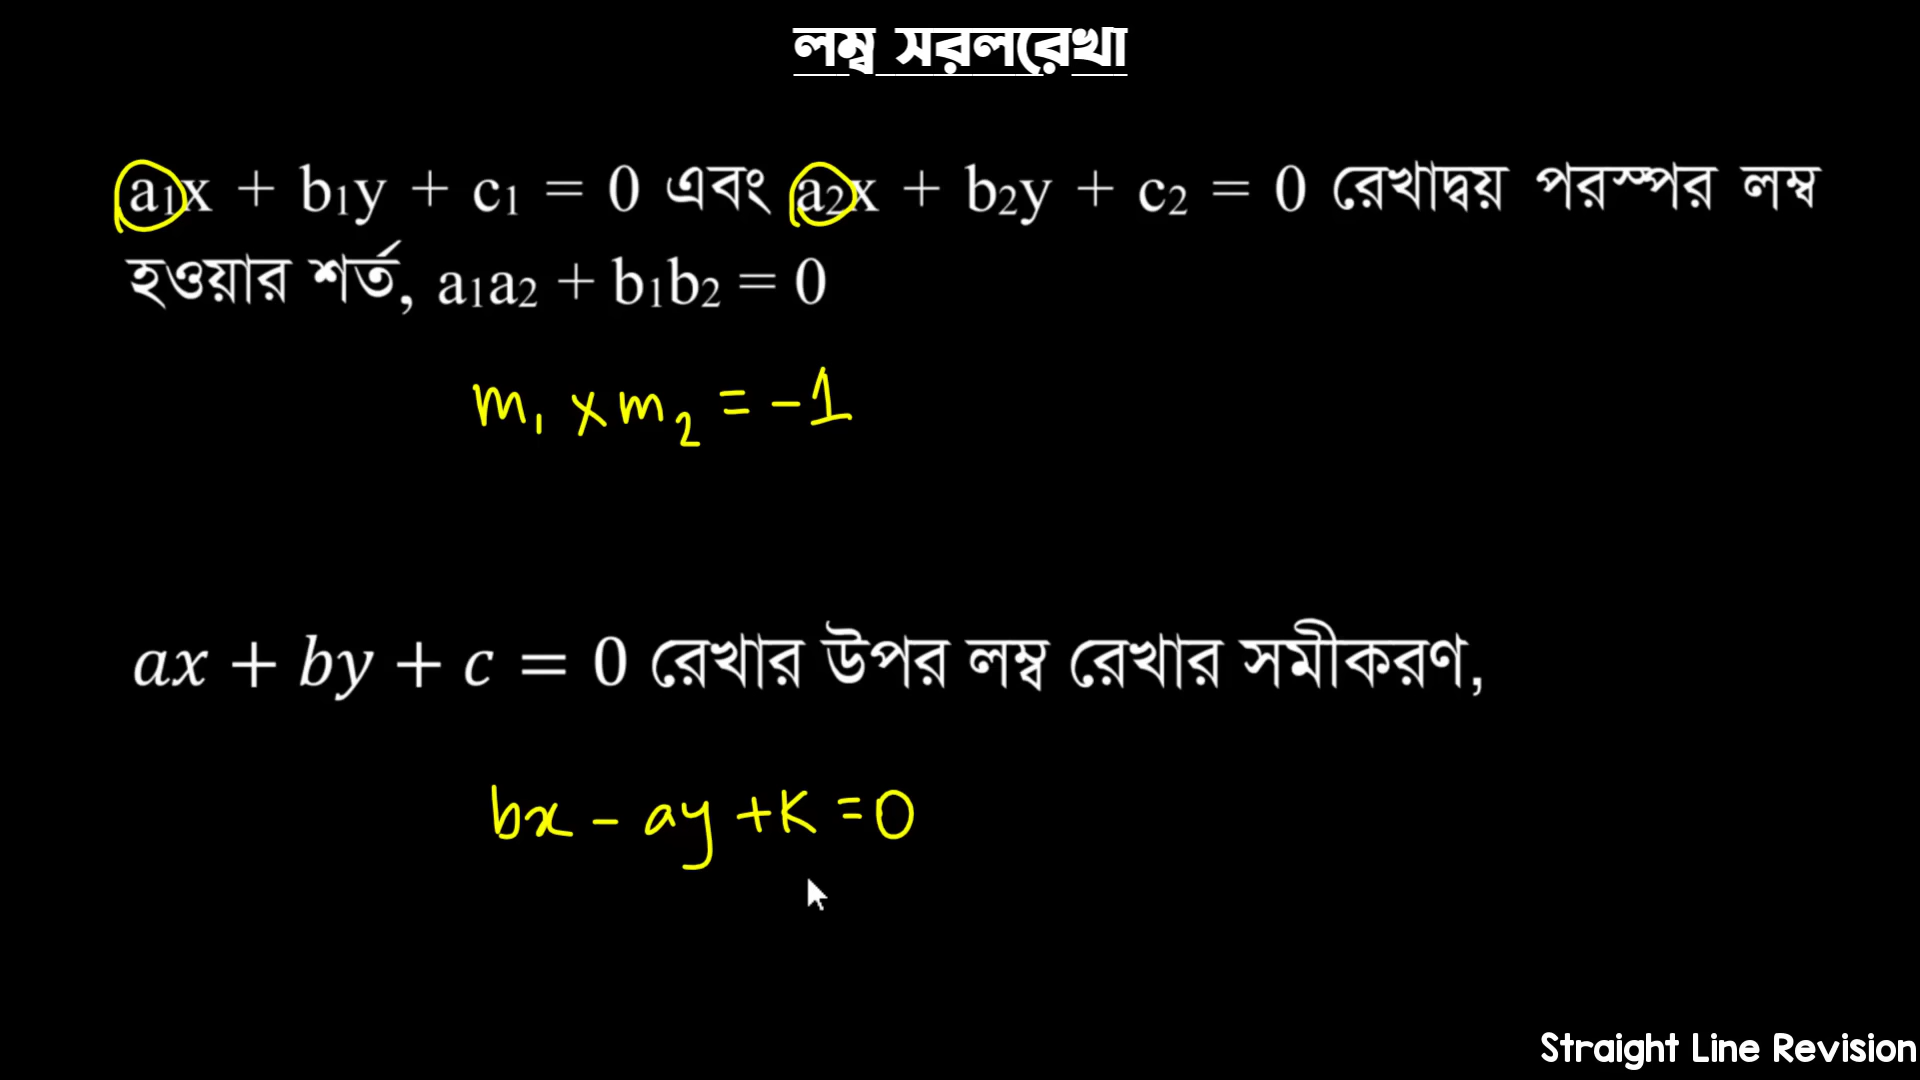 লম্ব সরলরেখা
a₁x + b₁y + c₁ = 0 এবং a₂x + b₂y + c₂ = 0 রেখাদ্বয় পরস্পর লম্ব
হওয়ার শর্ত, a₁a₂ + b₁b₂ = 0
m₁ × m₂ = -1
ax + by + c = 0 রেখার উপর লম্ব রেখার সমীকরণ,
bx - ay + K = 0
Straight Line Revision